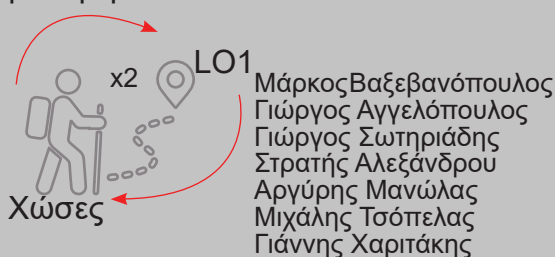 x2
LO1
Χώσες
ΜάρκοςΒαξεβανόπουλος
Γιώργος Αγγελόπουλος
Γιώργος Σωτηριάδης
Στρατής Αλεξάνδρου
Αργύρης Μανώλας
Μιχάλης Τσόπελας
Γιάννης Χαριτάκης